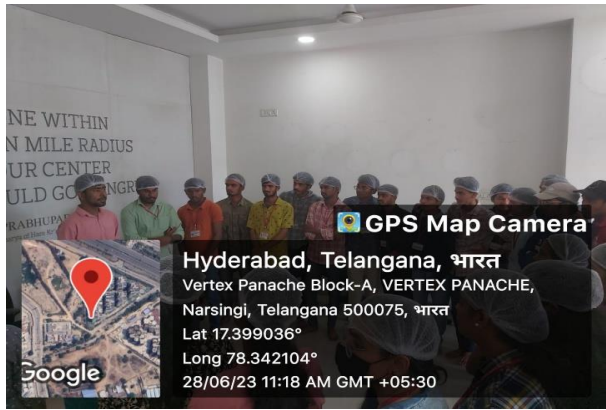 NE WITHIN
N MILE RADIUS
UR CENTER
ULD GO
PRABHUPA
GPS Map Camera
Hyderabad, Telangana, भारत
Vertex Panache Block-A, VERTEX PANACHE,
Narsingi, Telangana 500075, भारत
Lat 17.399036°
Long 78.342104°
28/06/23 11:18 AM GMT +05:30
Google